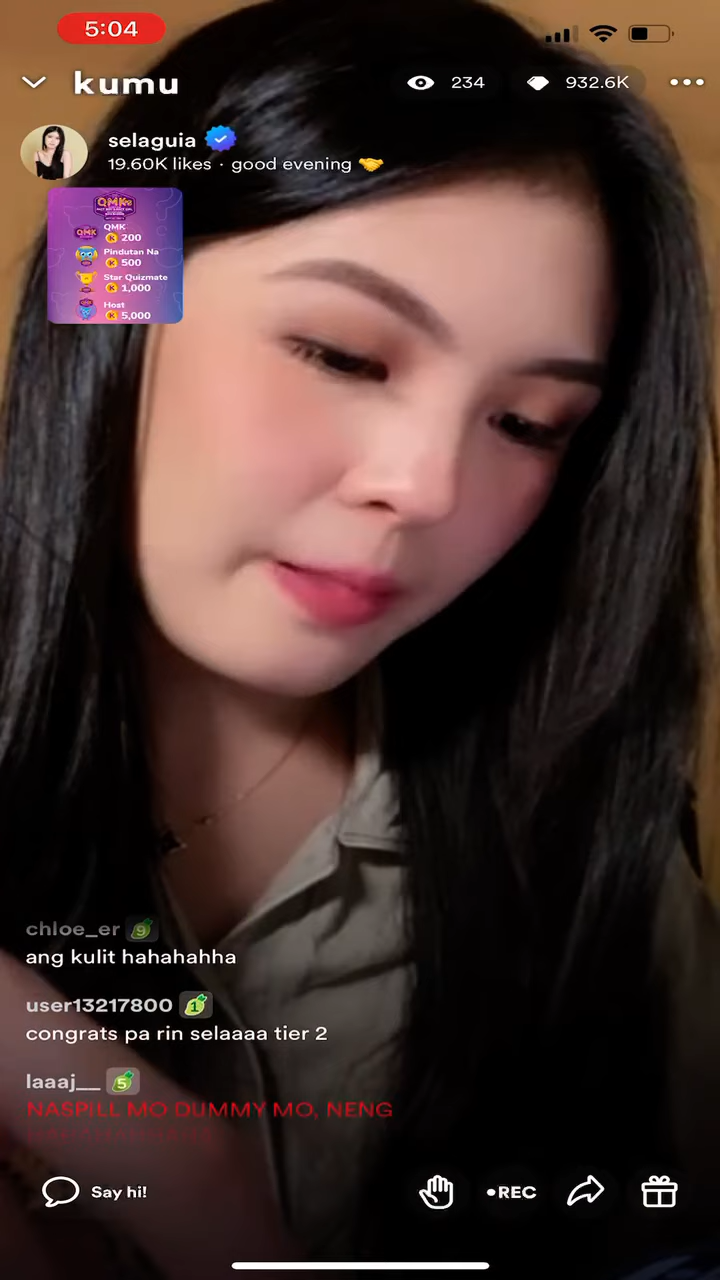 5:04
kumu
234
932.6K
selaguia
19.60K likes · good evening 🤝
QMK
QMK
QMK
200
Pindutan Na
500
Star Quizmate
1,000
Host
5,000
chloe_er 9
ang kulit hahahahha
user13217800 1
congrats pa rin selaaaa tier 2
laaaj__ 5
NASPILL MO DUMMY MO, NENG
Say hi!
•REC